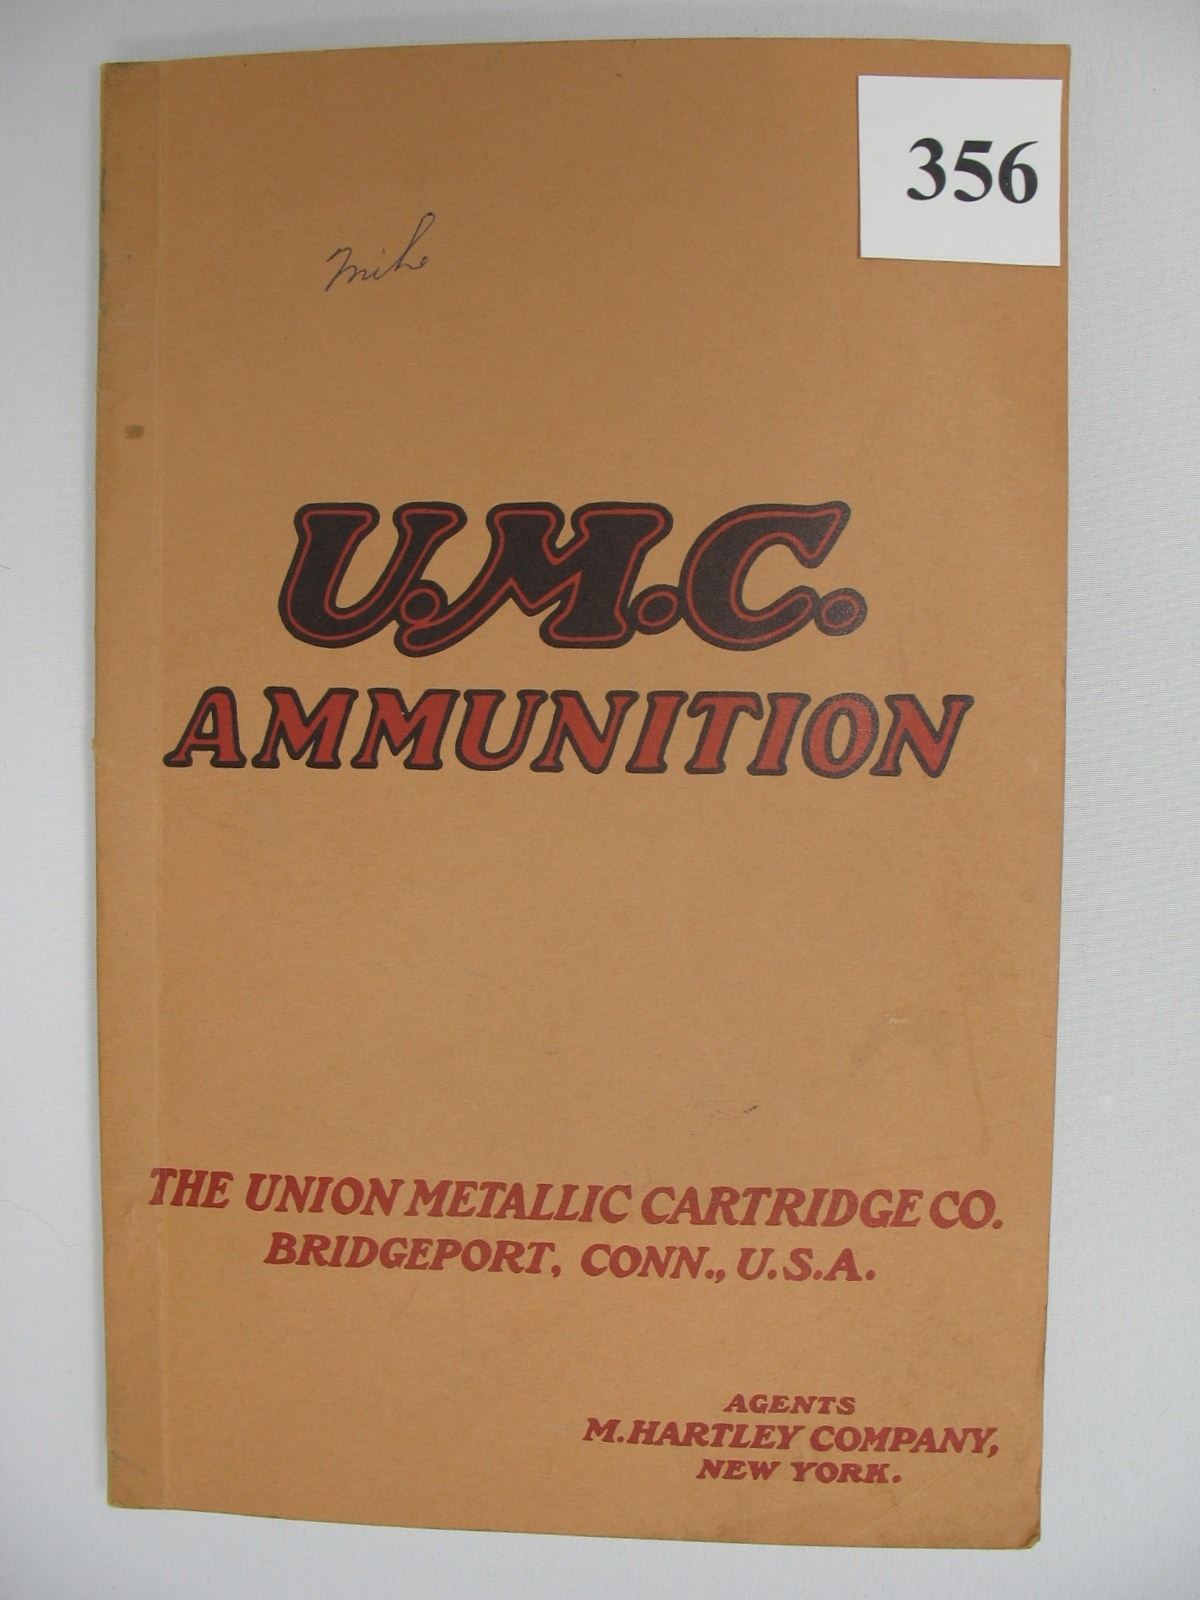 356
Mike
U.M.C.
AMMUNITION
THE UNION METALLIC CARTRIDGE CO.
BRIDGEPORT, CONN., U.S.A.
AGENTS
M. HARTLEY COMPANY,
NEW YORK.